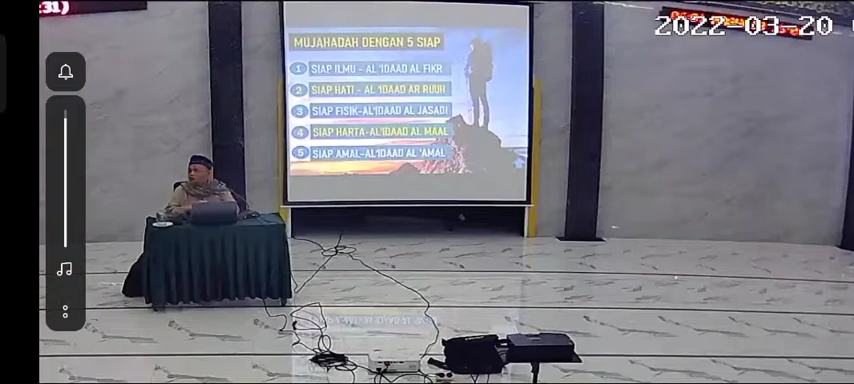 :31)
2022-03-20
MUJAHADAH DENGAN 5 SIAP
1 SIAP ILMU - AL 'IDAAD AL FIKR
2 SIAP HATI - AL 'IDAAD AR RUUH
3 SIAP FISIK-AL'IDAAD AL JASADI
4 SIAP HARTA-AL'IDAAD AL MAAL
5 SIAP AMAL-AL'IDAAD AL 'AMAL